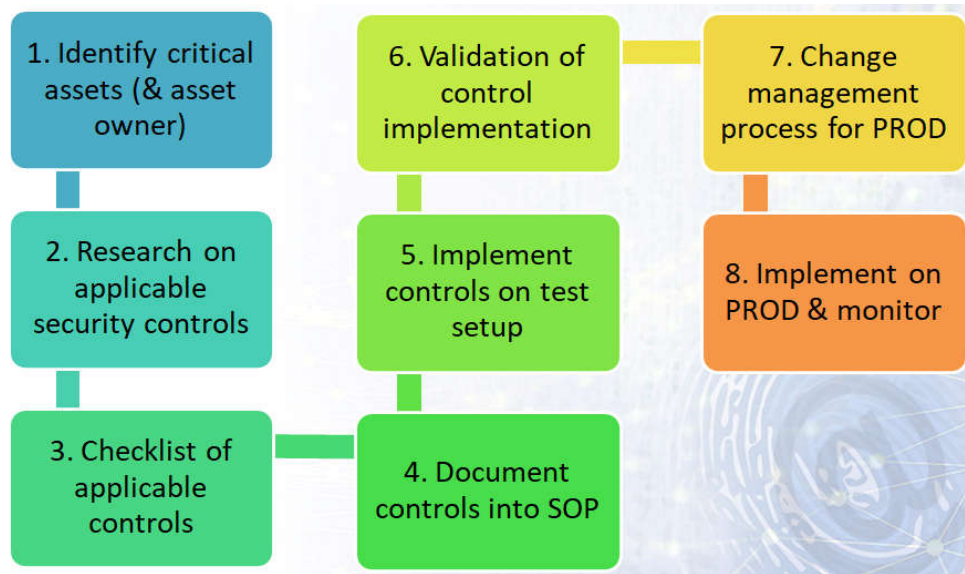 1. Identify critical
assets (& asset
owner)
2. Research on
applicable
security controls
3. Checklist of
applicable
controls
4. Document
controls into SOP
5. Implement
controls on test
setup
6. Validation of
control
implementation
7. Change
management
process for PROD
8. Implement on
PROD & monitor